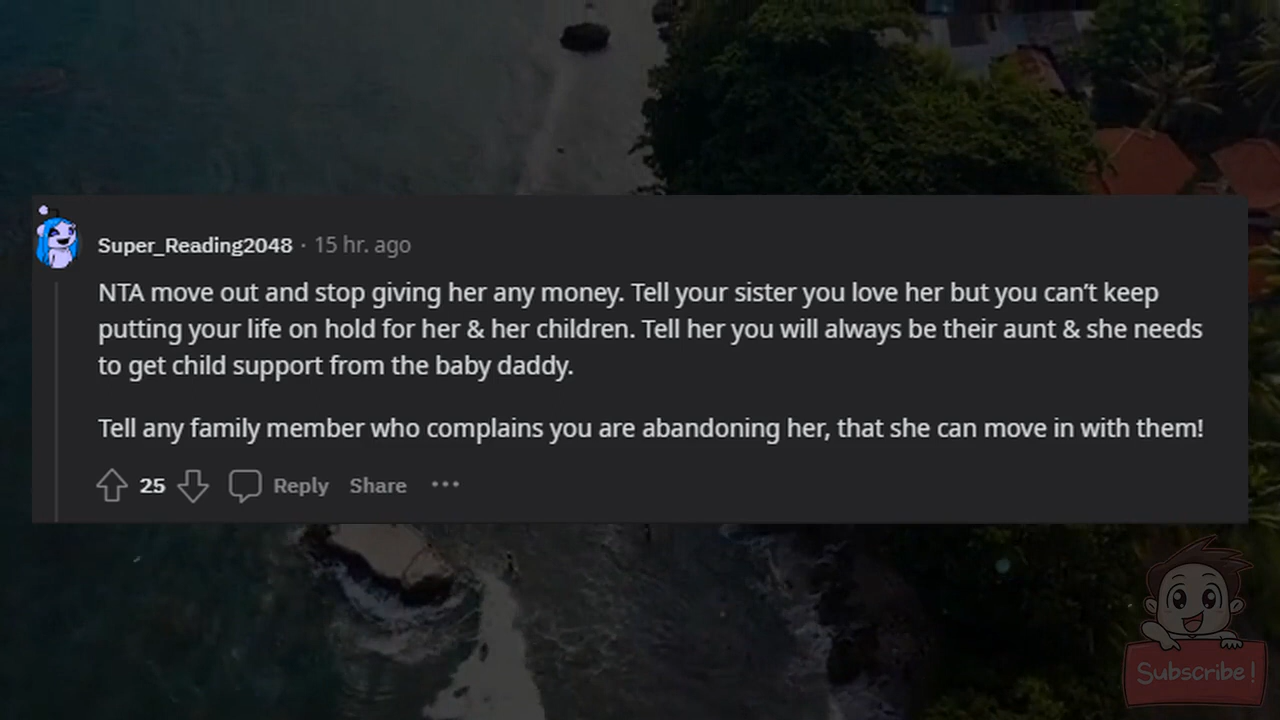 Super_Reading2048 · 15 hr. ago
NTA move out and stop giving her any money. Tell your sister you love her but you can't keep
putting your life on hold for her & her children. Tell her you will always be their aunt & she needs
to get child support from the baby daddy.
Tell any family member who complains you are abandoning her, that she can move in with them!
25 Reply Share •••
Subscribe!